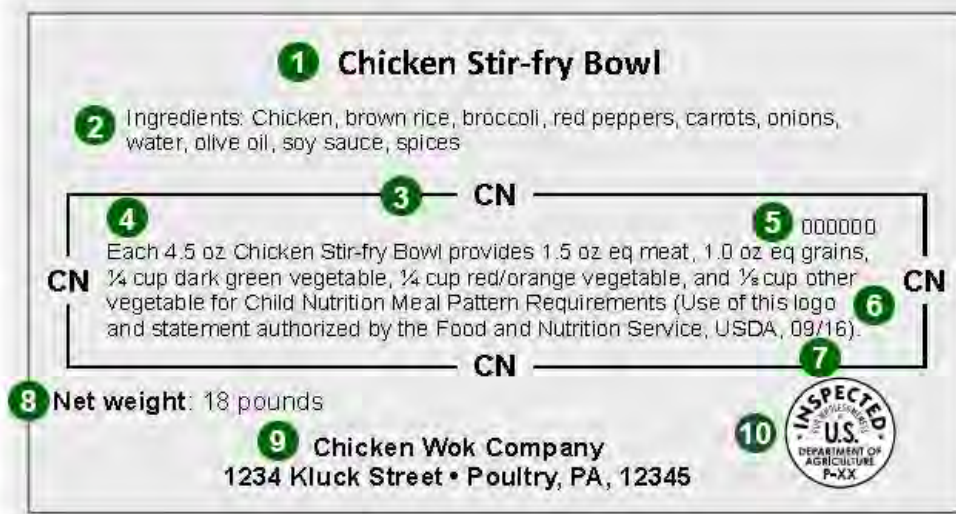 1 Chicken Stir-fry Bowl
2 Ingredients: Chicken, brown rice, broccoli, red peppers, carrots, onions,
water, olive oil, soy sauce, spices
3 CN
4
5 000000
Each 4.5 oz Chicken Stir-fry Bowl provides 1.5 oz eq meat, 1.0 oz eq grains,
CN ¼ cup dark green vegetable, ¼ cup red/orange vegetable, and ⅛ cup other CN
vegetable for Child Nutrition Meal Pattern Requirements (Use of this logo 6
and statement authorized by the Food and Nutrition Service, USDA, 09/16).
7
CN
8 Net weight: 18 pounds
9 Chicken Wok Company
1234 Kluck Street • Poultry, PA, 12345
10
INSPECTED
FOR WHOLESOMENESS
U.S.
DEPARTMENT OF
AGRICULTURE
P-XX